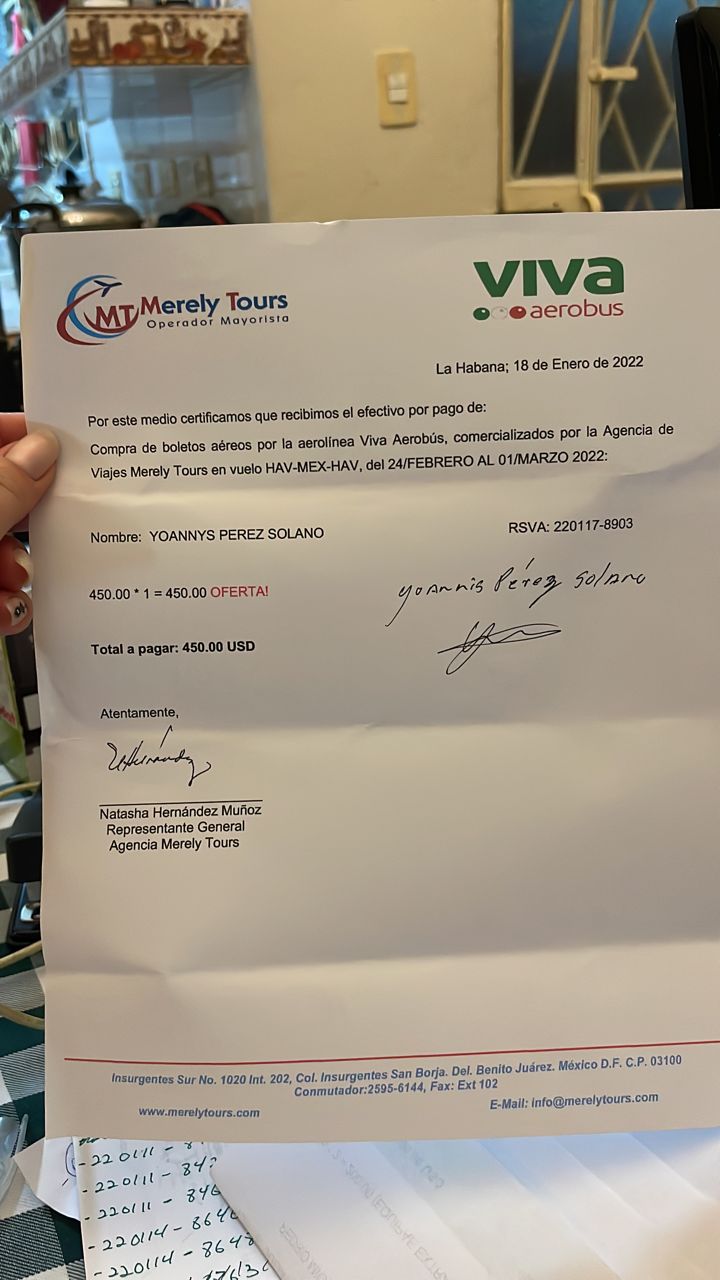 MT Merely Tours
Operador Mayorista
VIVA
aerobus
La Habana; 18 de Enero de 2022
Por este medio certificamos que recibimos el efectivo por pago de:
Compra de boletos aéreos por la aerolínea Viva Aerobús, comercializados por la Agencia de
Viajes Merely Tours en vuelo HAV-MEX-HAV, del 24/FEBRERO AL 01/MARZO 2022:
Nombre: YOANNYS PEREZ SOLANO
RSVA: 220117-8903
450.00 * 1 = 450.00 OFERTA!
yoannis Pérez Solano
Total a pagar: 450.00 USD
Atentamente,
Natasha Hernández Muñoz
Representante General
Agencia Merely Tours
Insurgentes Sur No. 1020 Int. 202, Col. Insurgentes San Borja. Del. Benito Juárez. México D.F. C.P. 03100
Conmutador:2595-6144, Fax: Ext 102
www.merelytours.com
E-Mail: info@merelytours.com
- 220111 -
- 220111 - 84
- 220111 - 846
- 220114 - 864
- 220114 - 8648